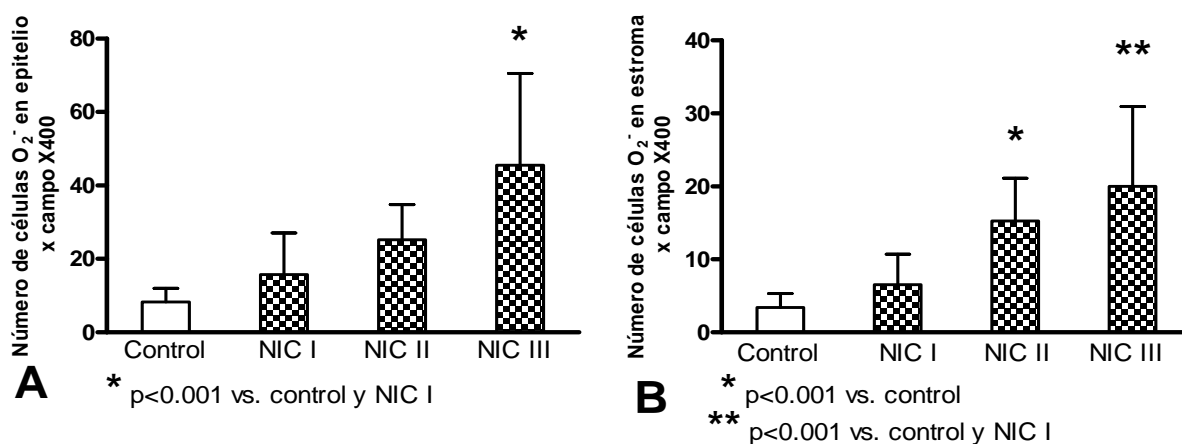 Número de células O₂⁻ en epitelio
x campo X400
80
60
40
20
0
*
Control NIC I NIC II NIC III
A
* p<0.001 vs. control y NIC I
Número de células O₂⁻ en estroma
x campo X400
40
30
20
10
0
*
**
Control NIC I NIC II NIC III
B
* p<0.001 vs. control
** p<0.001 vs. control y NIC I